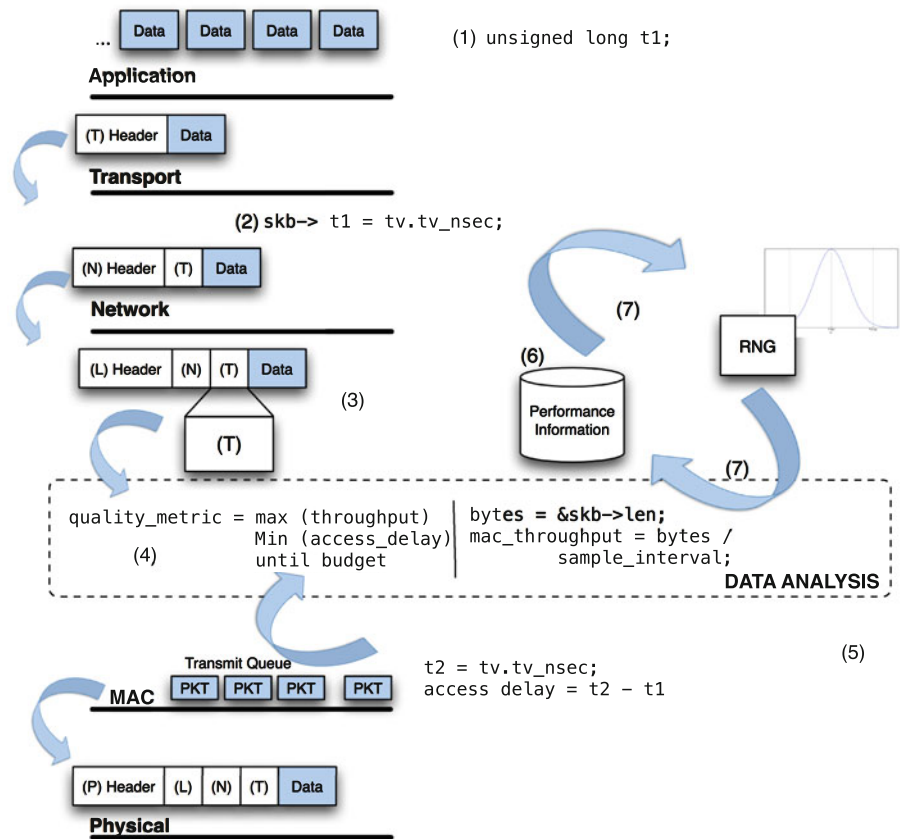 ... Data Data Data Data
(1) unsigned long t1;
Application
(T) Header Data
Transport
(2) skb-> t1 = tv.tv_nsec;
(N) Header (T) Data
Network
(7)
RNG
(L) Header (N) (T) Data
(3)
(T)
(6)
Performance
Information
(7)
quality_metric = max (throughput)
Min (access_delay)
(4)
until budget
bytes = &skb->len;
mac_throughput = bytes /
sample_interval;
DATA ANALYSIS
(5)
Transmit Queue
PKT PKT PKT PKT
MAC
t2 = tv.tv_nsec;
access delay = t2 - t1
(P) Header (L) (N) (T) Data
Physical